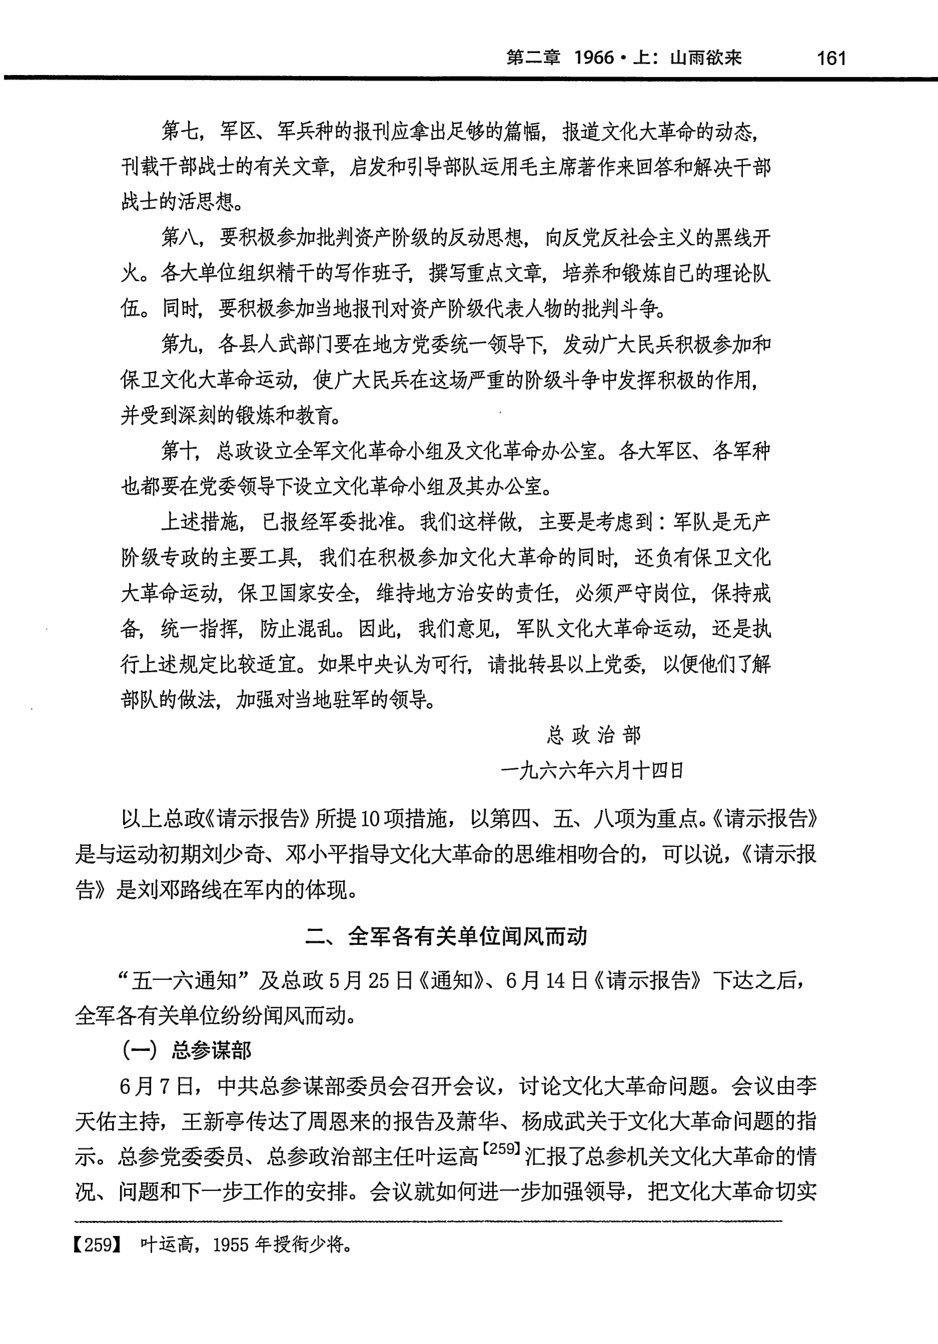 第二章 1966·上：山雨欲来 161
第七，军区、军兵种的报刊应拿出足够的篇幅，报道文化大革命的动态，
刊载干部战士的有关文章，启发和引导部队运用毛主席著作来回答和解决干部
战士的活思想。
第八，要积极参加批判资产阶级的反动思想，向反党反社会主义的黑线开
火。各大单位组织精干的写作班子，撰写重点文章，培养和锻炼自己的理论队
伍。同时，要积极参加当地报刊对资产阶级代表人物的批判斗争。
第九，各县人武部门要在地方党委统一领导下，发动广大民兵积极参加和
保卫文化大革命运动，使广大民兵在这场严重的阶级斗争中发挥积极的作用，
并受到深刻的锻炼和教育。
第十，总政设立全军文化革命小组及文化革命办公室。各大军区、各军种
也都要在党委领导下设立文化革命小组及其办公室。
上述措施，已报经军委批准。我们这样做，主要是考虑到：军队是无产
阶级专政的主要工具，我们在积极参加文化大革命的同时，还负有保卫文化
大革命运动，保卫国家安全，维持地方治安的责任，必须严守岗位，保持戒
备，统一指挥，防止混乱。因此，我们意见，军队文化大革命运动，还是执
行上述规定比较适宜。如果中央认为可行，请批转县以上党委，以便他们了解
部队的做法，加强对当地驻军的领导。
总政治部
一九六六年六月十四日
以上总政《请示报告》所提10项措施，以第四、五、八项为重点。《请示报告》
是与运动初期刘少奇、邓小平指导文化大革命的思维相吻合的，可以说，《请示报
告》是刘邓路线在军内的体现。
二、全军各有关单位闻风而动
“五一六通知”及总政5月25日《通知》、6月14日《请示报告》下达之后，
全军各有关单位纷纷闻风而动。
（一）总参谋部
6月7日，中共总参谋部委员会召开会议，讨论文化大革命问题。会议由李
天佑主持，王新亭传达了周恩来的报告及萧华、杨成武关于文化大革命问题的指
示。总参党委委员、总参政治部主任叶运高【259】汇报了总参机关文化大革命的情
况、问题和下一步工作的安排。会议就如何进一步加强领导，把文化大革命切实
【259】 叶运高，1955年授衔少将。